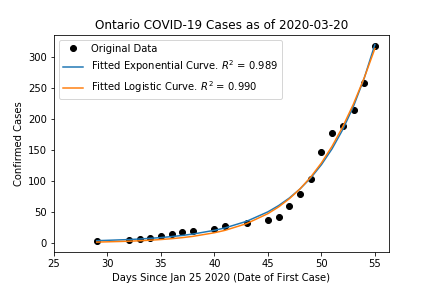 Ontario COVID-19 Cases as of 2020-03-20
Original Data
Fitted Exponential Curve. R² = 0.989
Fitted Logistic Curve. R² = 0.990
Confirmed Cases
300
250
200
150
100
50
0
25 30 35 40 45 50 55
Days Since Jan 25 2020 (Date of First Case)